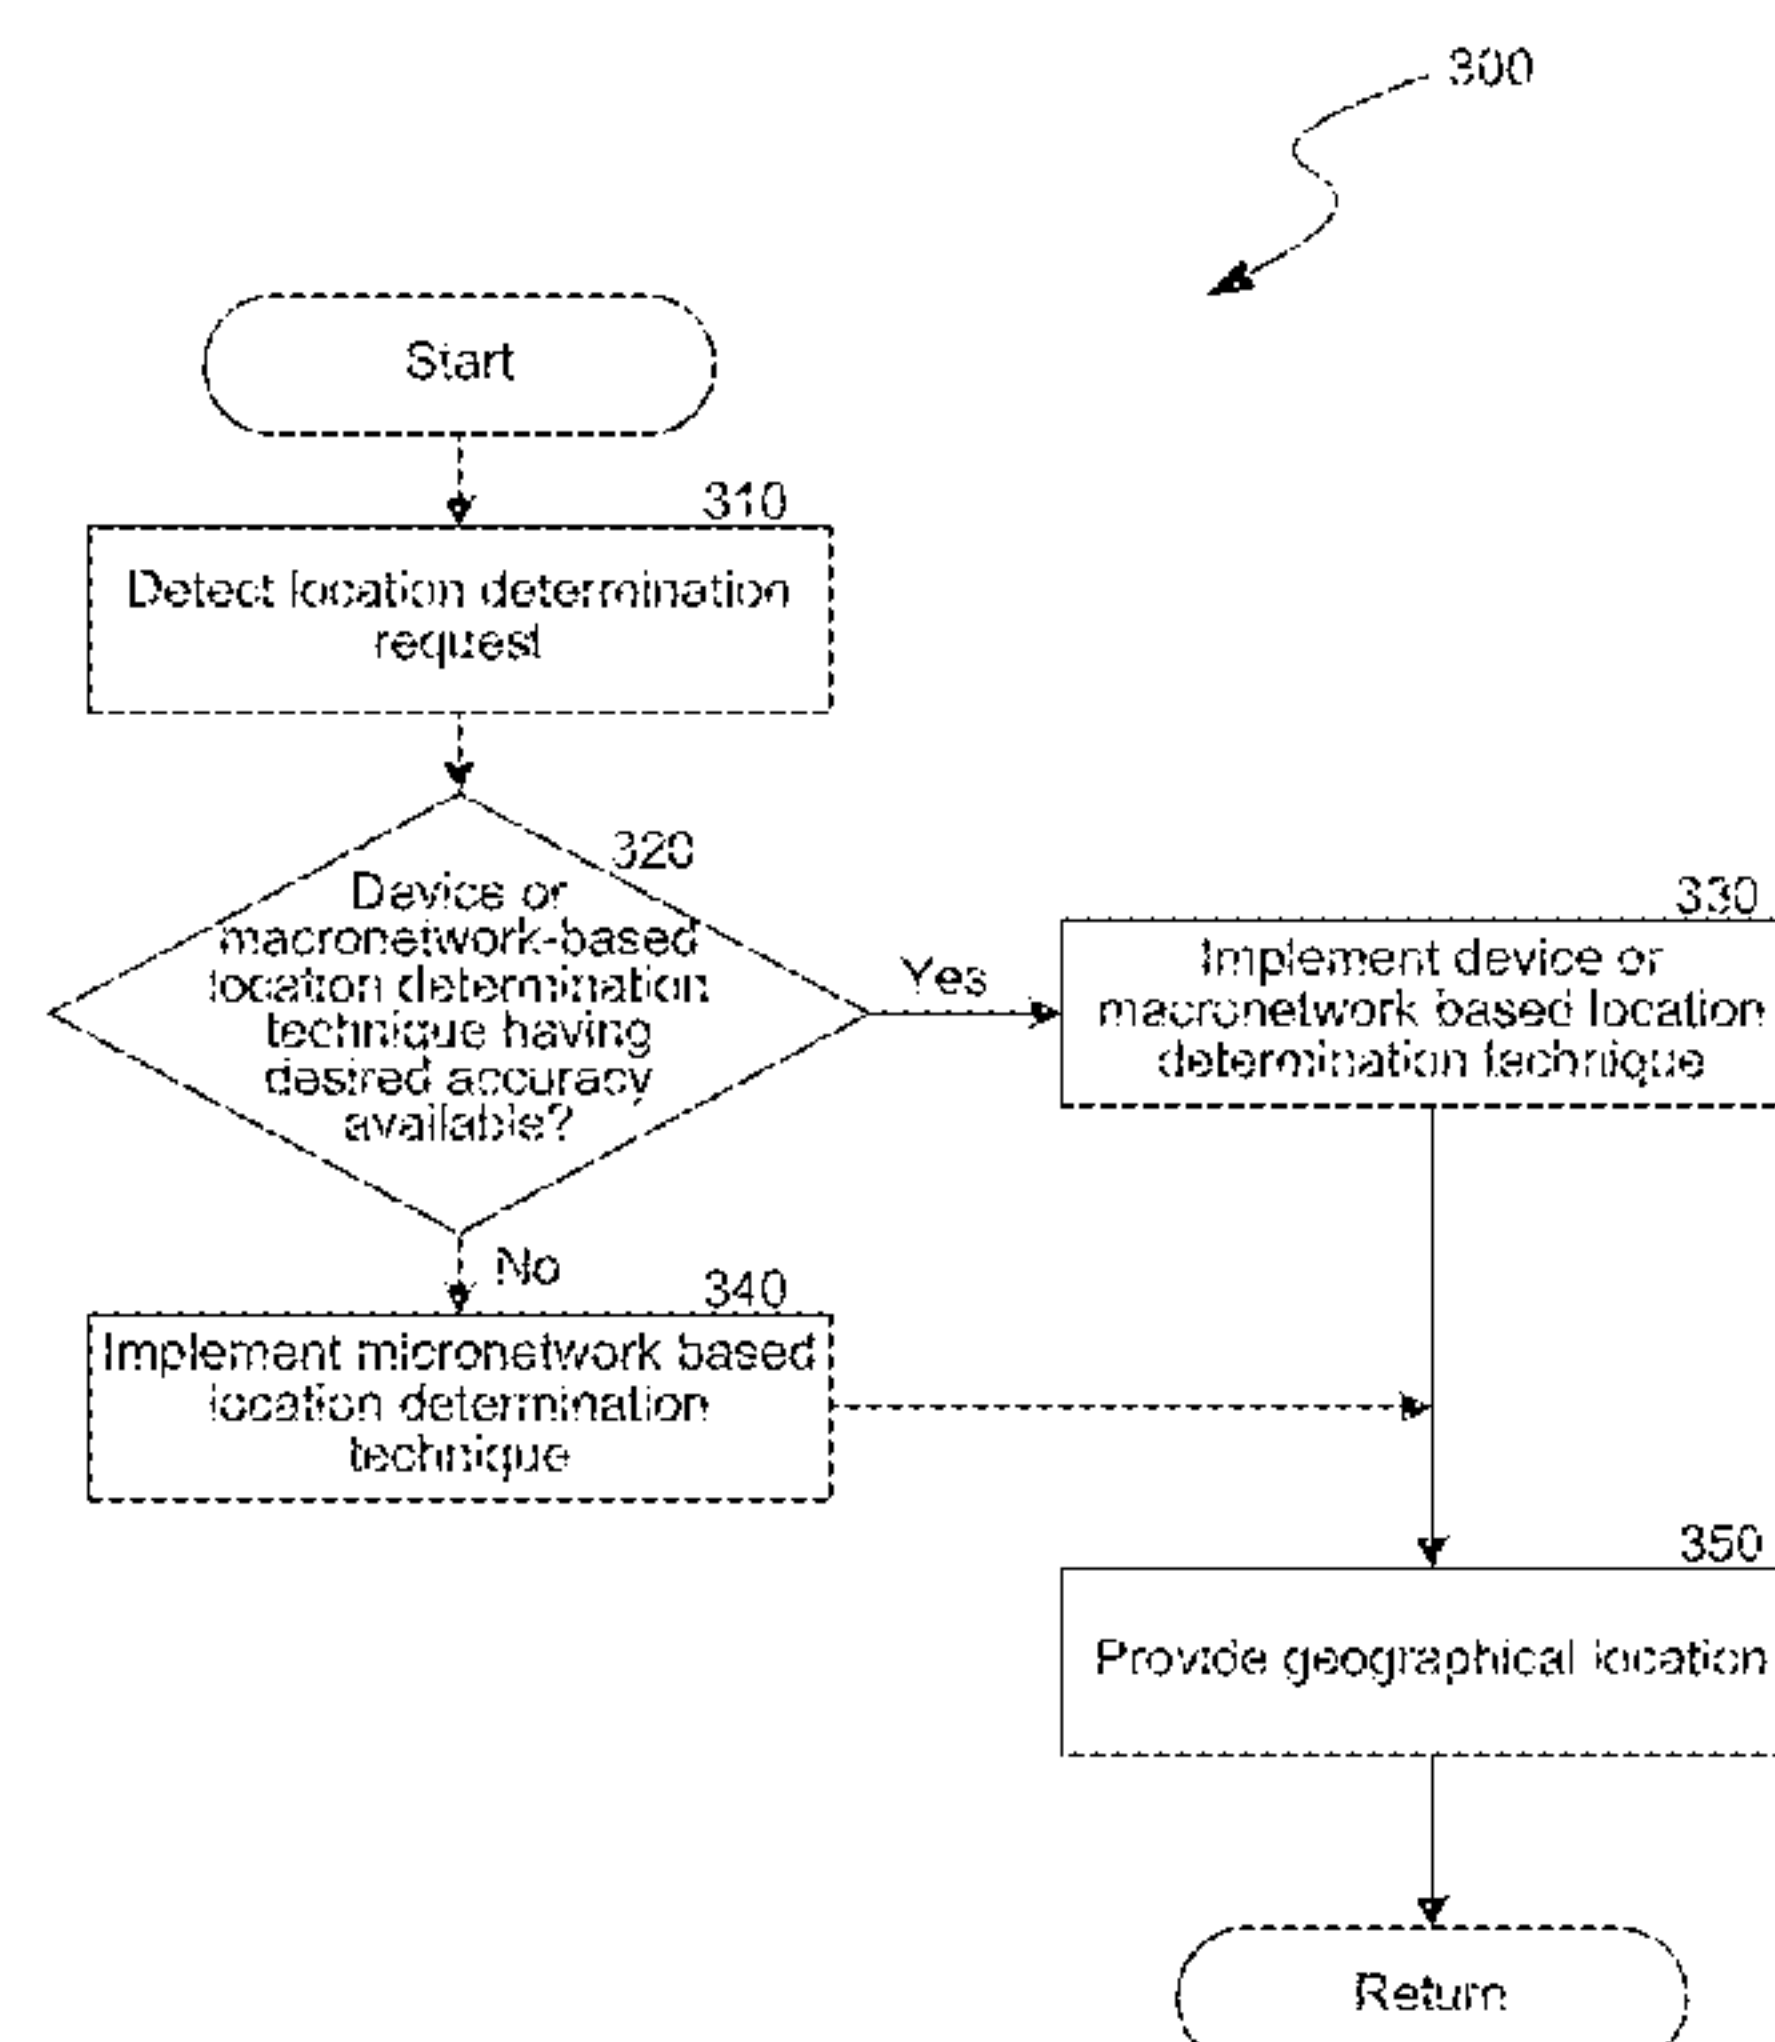 300
Start
310
Detect location determination
request
320
Device or
macronetwork-based
location determination
technique having
desired accuracy
available?
Yes
330
Implement device or
macronetwork based location
determination technique
No
340
Implement micronetwork based
location determination
technique
350
Provide geographical location
Return